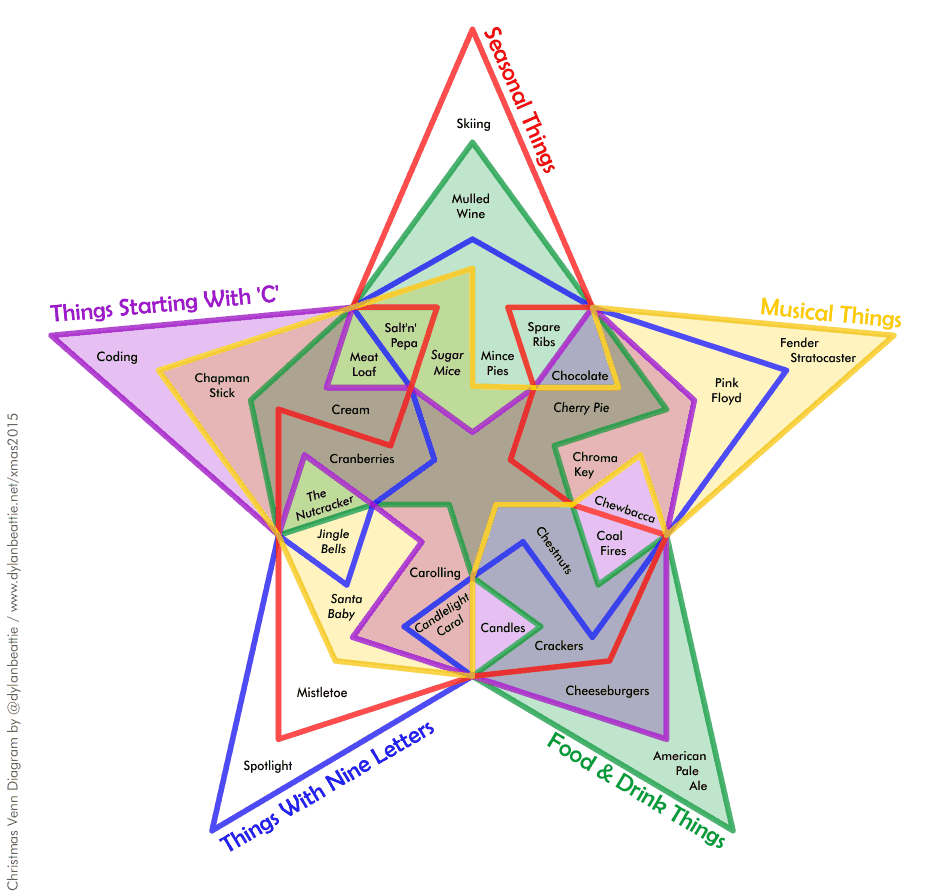 Seasonal Things
Skiing
Mulled
Wine
Things Starting With 'C'
Musical Things
Coding
Fender
Stratocaster
Salt'n'
Pepa
Spare
Ribs
Meat
Loaf
Sugar
Mice
Mince
Pies
Chapman
Stick
Chocolate
Pink
Floyd
Cream
Cherry Pie
Cranberries
Chroma
Key
The
Nutcracker
Chewbacca
Jingle
Bells
Coal
Fires
Chestnuts
Carolling
Santa
Baby
Candlelight
Carol
Candles
Crackers
Mistletoe
Cheeseburgers
Spotlight
American
Pale
Ale
Things With Nine Letters
Food & Drink Things
Christmas Venn Diagram by @dylanbeattie / www.dylanbeattie.net/xmas2015